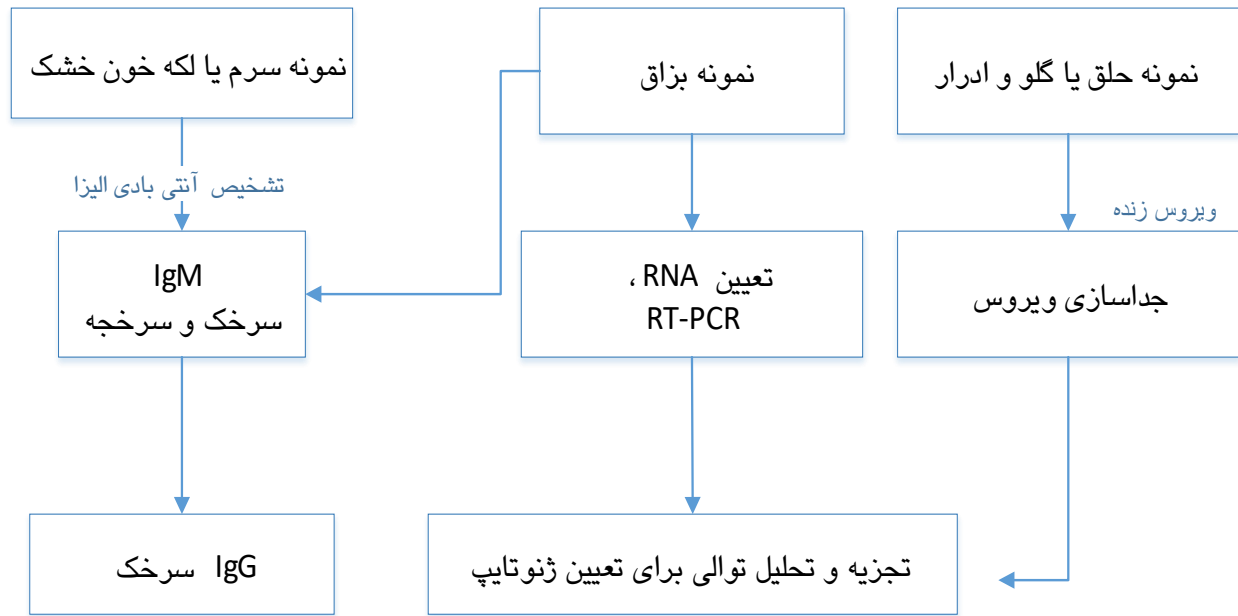 نمونه حلق یا گلو و ادرار
نمونه بزاق
نمونه سرم یا لکه خون خشک
ویروس زنده
تشخیص آنتی بادی الیزا
جداسازی ویروس
تعیین RNA ،
RT-PCR
IgM
سرخک و سرخجه
تجزیه و تحلیل توالی برای تعیین ژنوتایپ
IgG سرخک